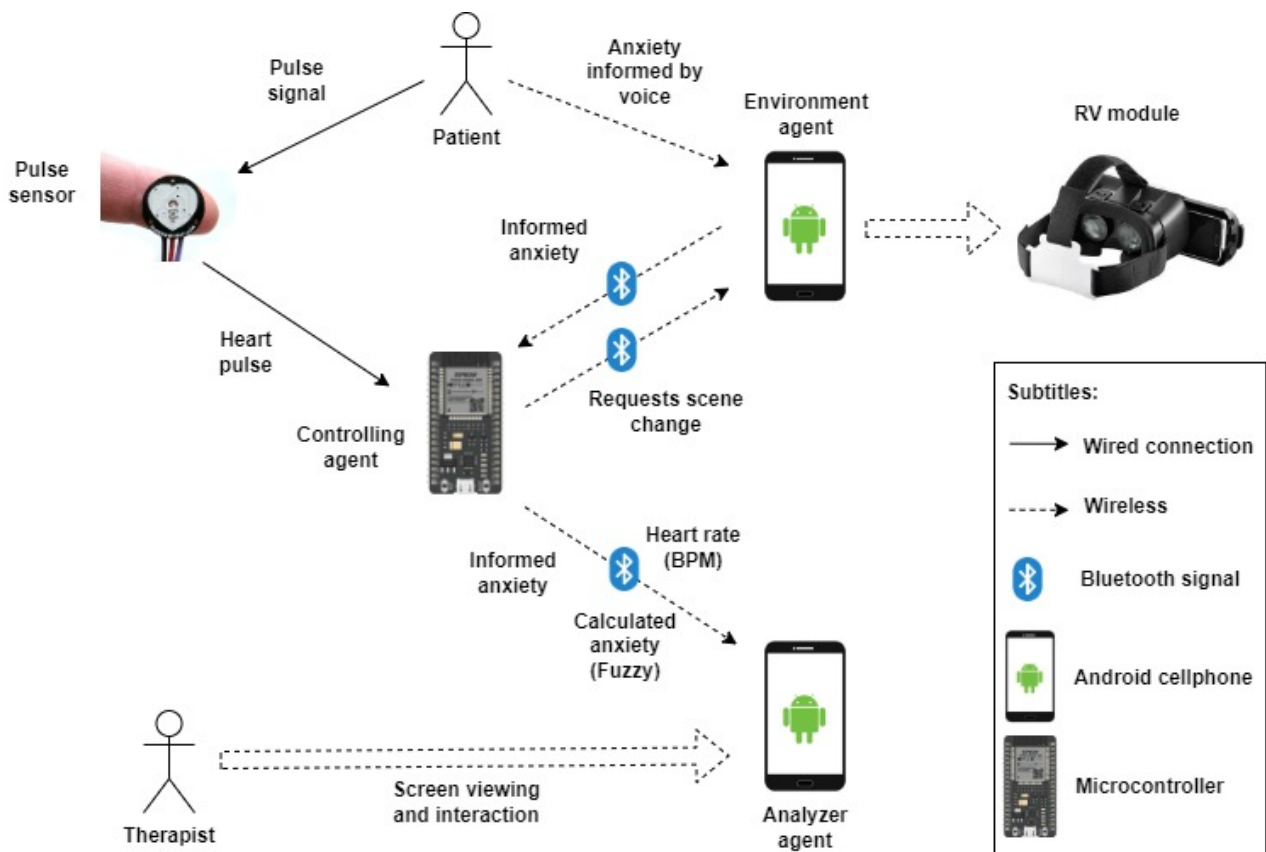 Pulse
signal
Anxiety
informed by
voice
Patient
Environment
agent
RV module
Pulse
sensor
Informed
anxiety
Heart
pulse
Requests scene
change
Controlling
agent
Informed
anxiety
Heart rate
(BPM)
Calculated
anxiety
(Fuzzy)
Therapist
Screen viewing
and interaction
Analyzer
agent
Subtitles:
Wired connection
Wireless
Bluetooth signal
Android cellphone
Microcontroller